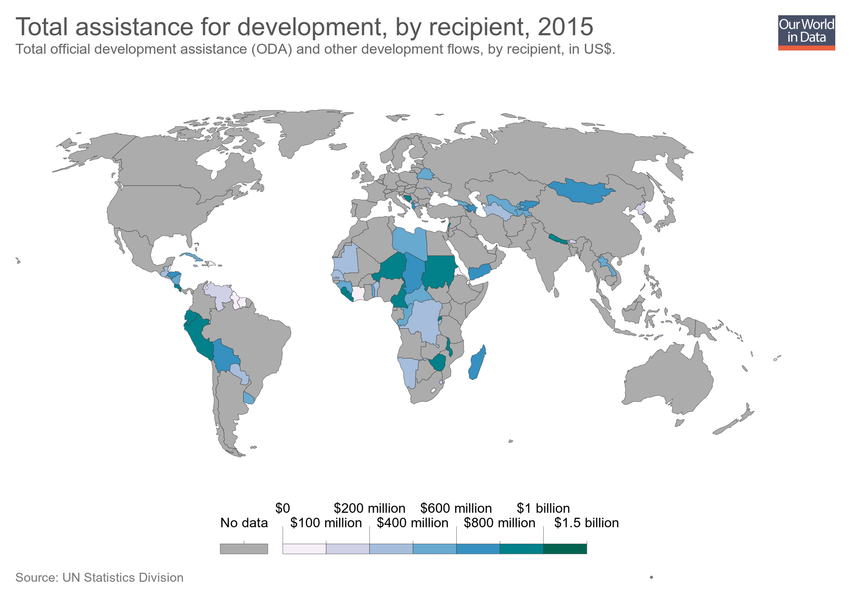 Total assistance for development, by recipient, 2015
Total official development assistance (ODA) and other development flows, by recipient, in US$.
Our World
in Data
$0 $200 million $600 million $1 billion
No data $100 million $400 million $800 million $1.5 billion
Source: UN Statistics Division